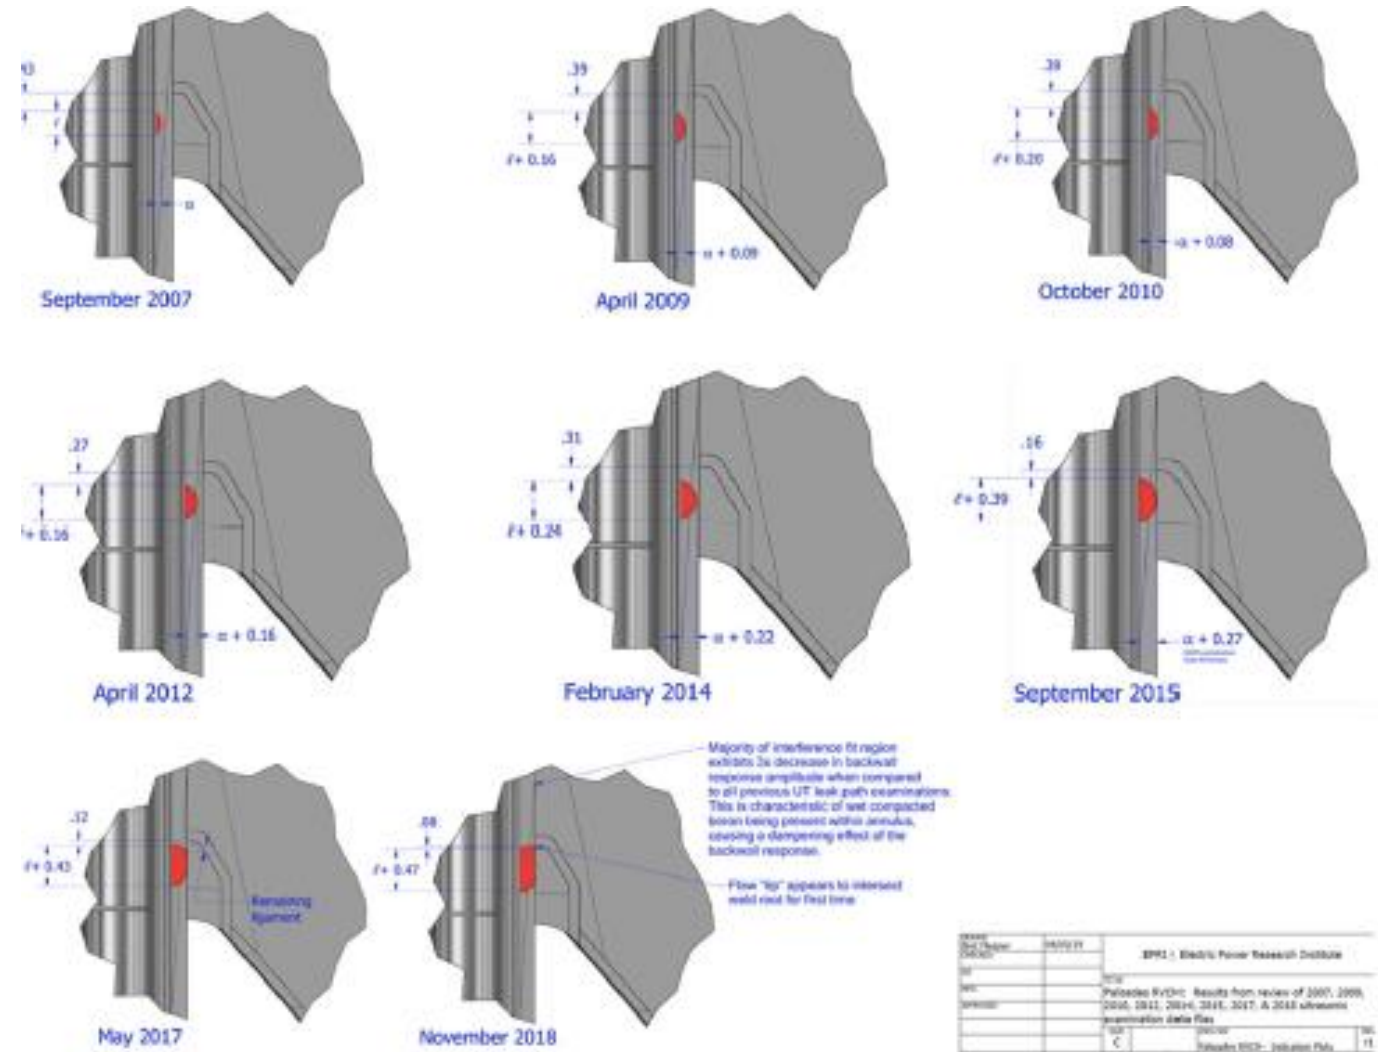 .39
.39
ℓ+ 0.16
ℓ+ 0.20
α
α + 0.09
α + 0.08
September 2007
April 2009
October 2010
.27
.31
.16
+ 0.16
ℓ+ 0.24
ℓ+ 0.39
α + 0.16
α + 0.22
α + 0.27
April 2012
February 2014
September 2015
.12
.08
ℓ+ 0.43
ℓ+ 0.47
Remaining
ligament
Majority of interference fit region
exhibits 3s decrease in backwall
response amplitude when compared
to all previous UT leak path examinations.
This is characteristic of wet compacted
boron being present within annulus,
causing a dampening effect of the
backwall response.
Flaw "tip" appears to intersect
weld root for first time
May 2017
November 2018
EPRI : Electric Power Research Institute
Palisades RVCH: Results from review of 2007, 2009,
2010, 2012, 2014, 2015, 2017, & 2018 ultrasonic
examination data files
C
Palisades RVCH- Indication Plots